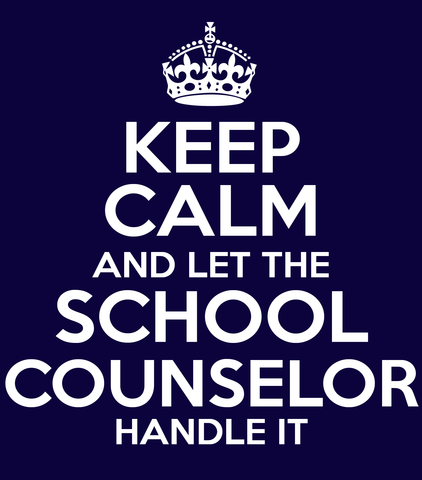 KEEP
CALM
AND LET THE
SCHOOL
COUNSELOR
HANDLE IT